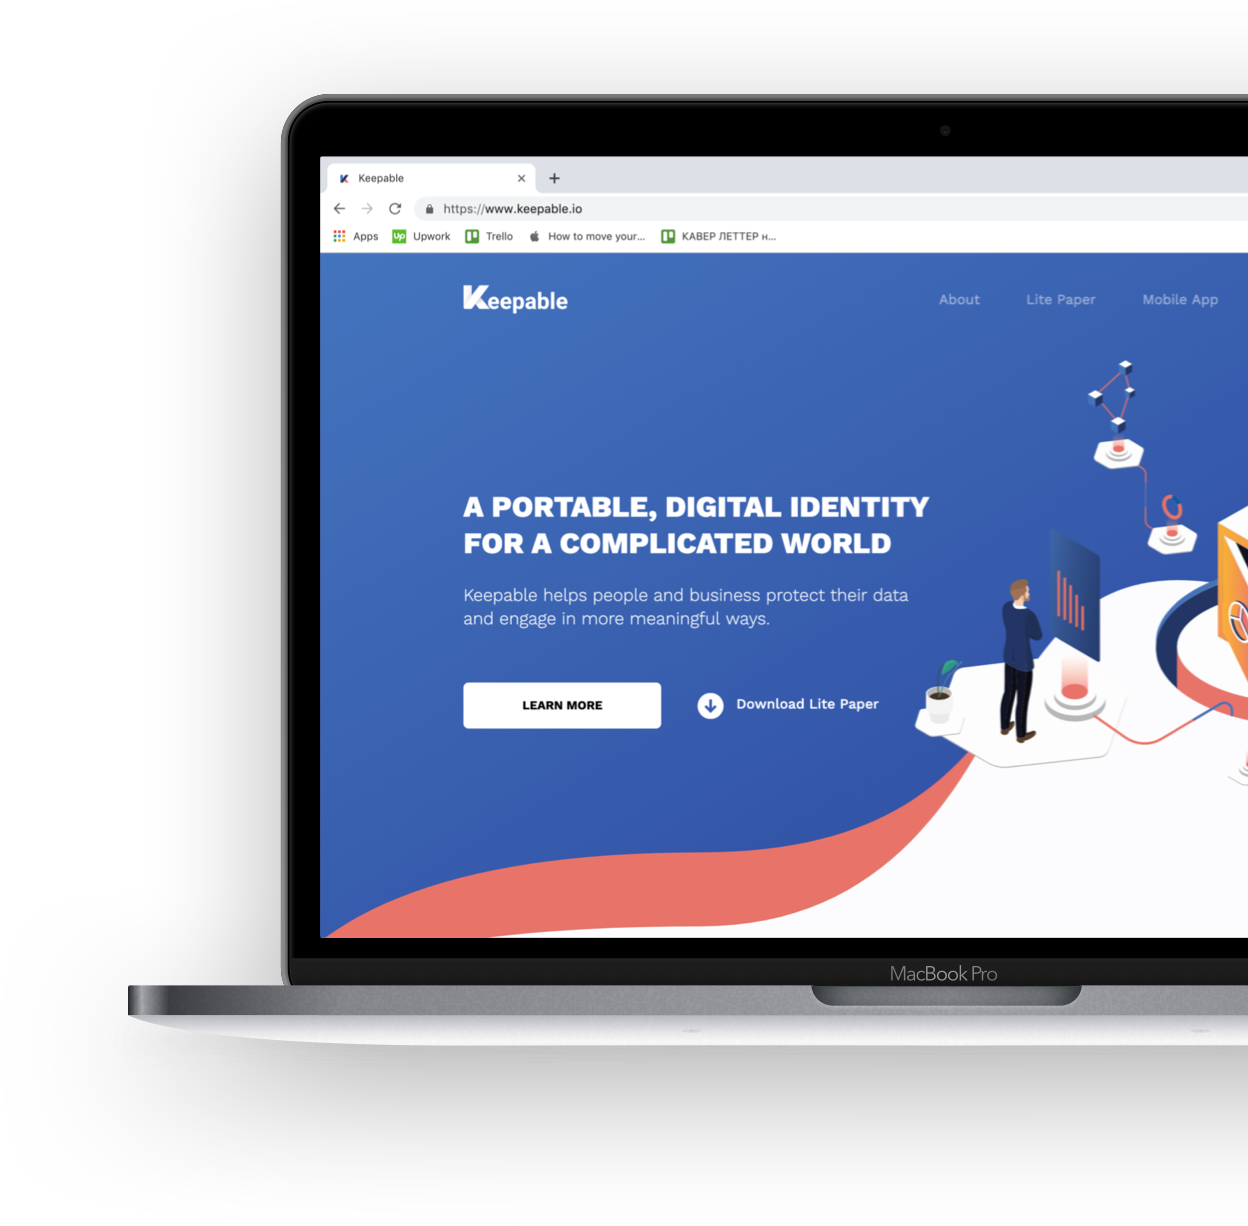 Keepable
https://www.keepable.io
Apps Upwork Trello How to move your... КАВЕР ЛЕТТЕР н...
Keepable About Lite Paper Mobile App
A PORTABLE, DIGITAL IDENTITY
FOR A COMPLICATED WORLD
Keepable helps people and business protect their data
and engage in more meaningful ways.
LEARN MORE Download Lite Paper
MacBook Pro